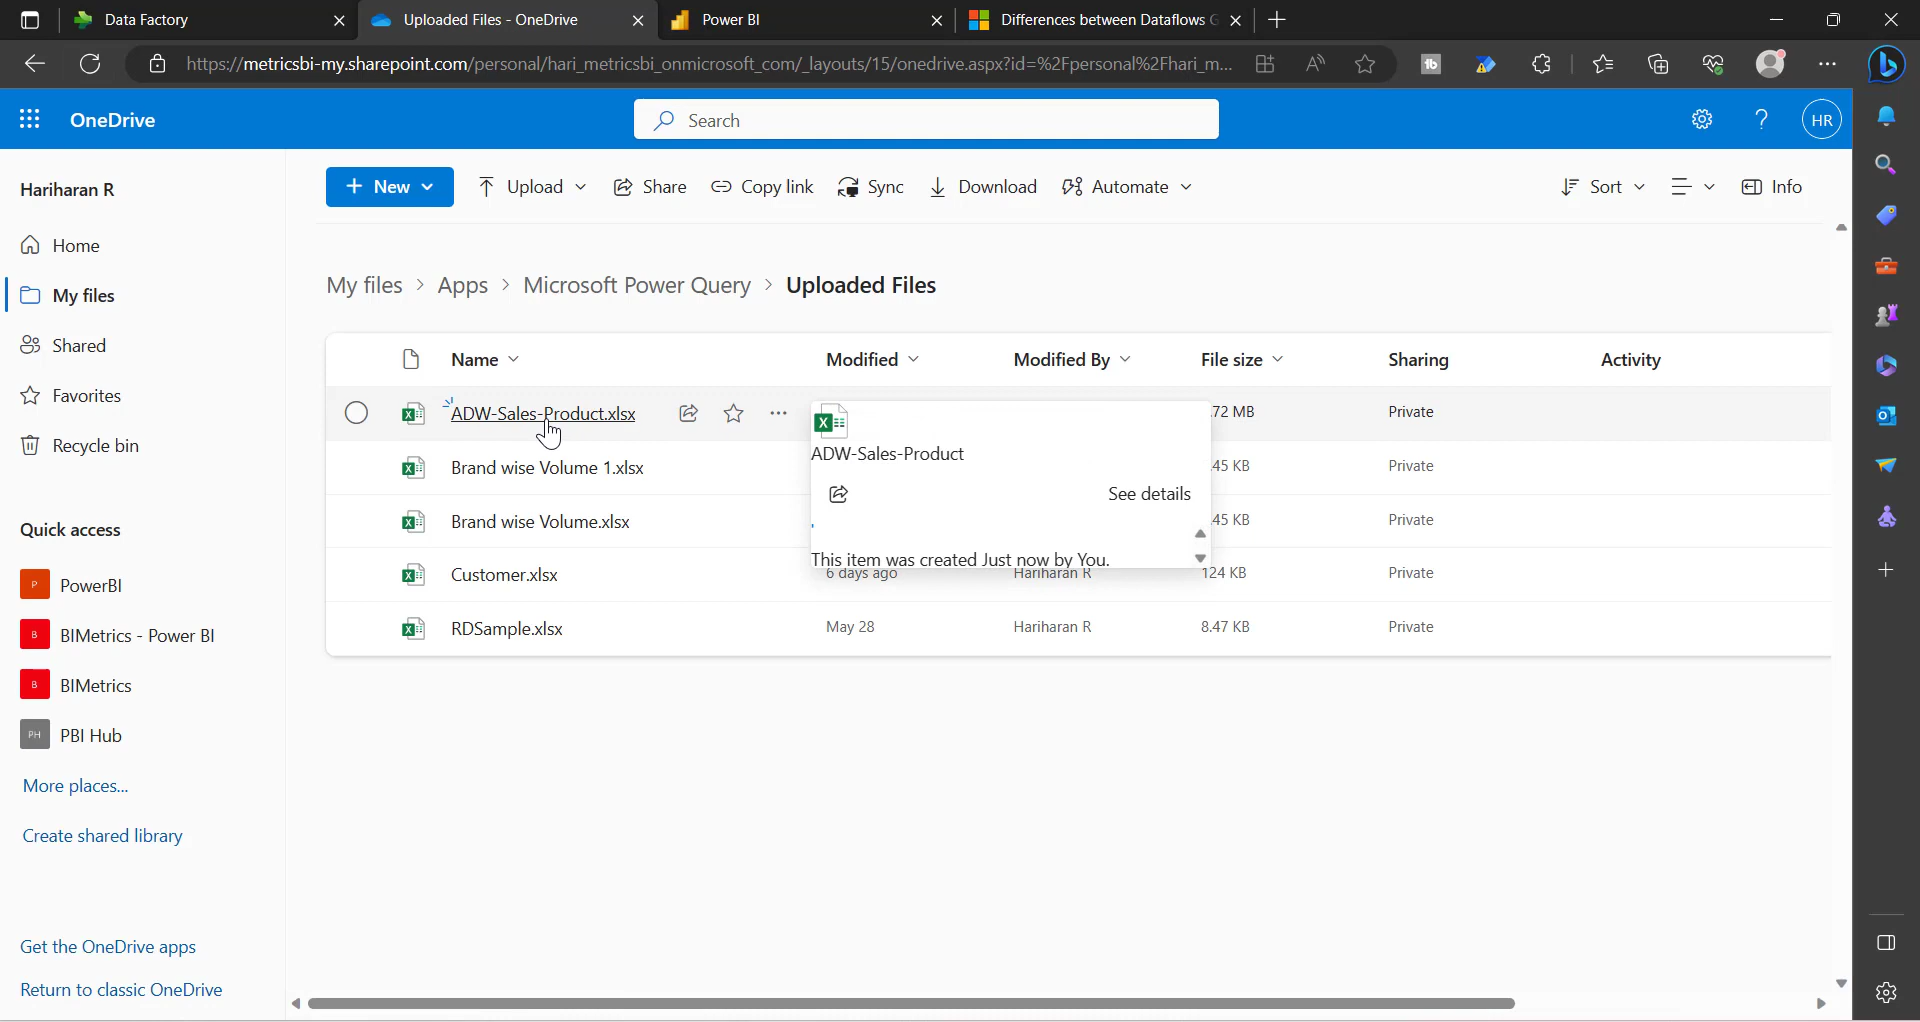 Data Factory
Uploaded Files - OneDrive
Power BI
Differences between Dataflows G
https://metricsbi-my.sharepoint.com/personal/hari_metricsbi_onmicrosoft_com/_layouts/15/onedrive.aspx?id=%2Fpersonal%2Fhari_m...
OneDrive
Search
HR
Hariharan R
Home
My files
Shared
Favorites
Recycle bin
Quick access
P PowerBI
B BIMetrics - Power BI
B BIMetrics
PH PBI Hub
More places...
Create shared library
Get the OneDrive apps
Return to classic OneDrive
New Upload Share Copy link Sync Download Automate Sort Info
My files > Apps > Microsoft Power Query > Uploaded Files
Name Modified Modified By File size Sharing Activity
ADW-Sales-Product.xlsx .72 MB Private
Brand wise Volume 1.xlsx .45 KB Private
Brand wise Volume.xlsx .45 KB Private
Customer.xlsx 6 days ago Hariharan R 124 KB Private
RDSample.xlsx May 28 Hariharan R 8.47 KB Private
ADW-Sales-Product
See details
This item was created Just now by You.